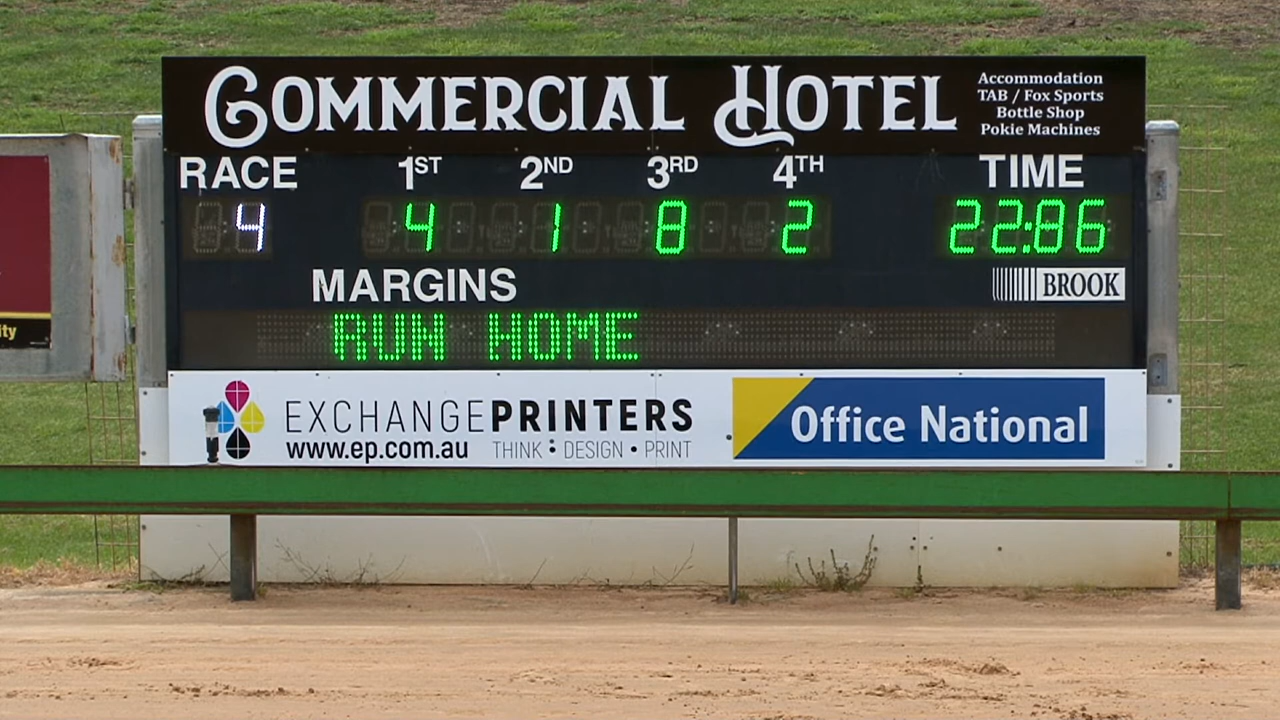 COMMERCIAL HOTEL
Accommodation
TAB / Fox Sports
Bottle Shop
Pokie Machines
RACE 1ST 2ND 3RD 4TH TIME
4 4 1 8 2 22:86
MARGINS
BROOK
RUN HOME
ity
EXCHANGEPRINTERS
www.ep.com.au THINK : DESIGN • PRINT
Office National